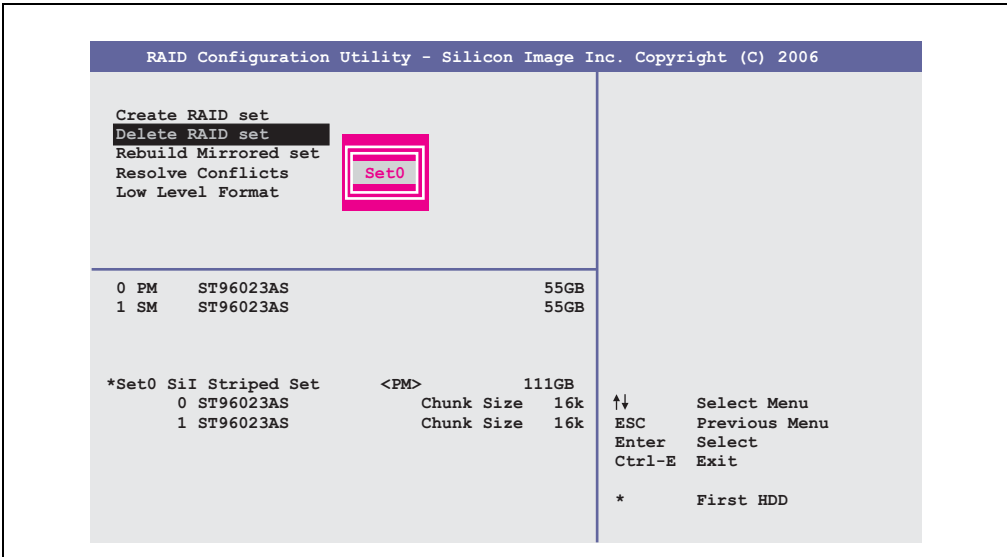 RAID Configuration Utility - Silicon Image Inc. Copyright (C) 2006
Create RAID set
Delete RAID set
Rebuild Mirrored set
Resolve Conflicts
Low Level Format
Set0
0 PM ST96023AS 55GB
1 SM ST96023AS 55GB
*Set0 SiI Striped Set <PM> 111GB
0 ST96023AS Chunk Size 16k
1 ST96023AS Chunk Size 16k
↑↓ Select Menu
ESC Previous Menu
Enter Select
Ctrl-E Exit
* First HDD